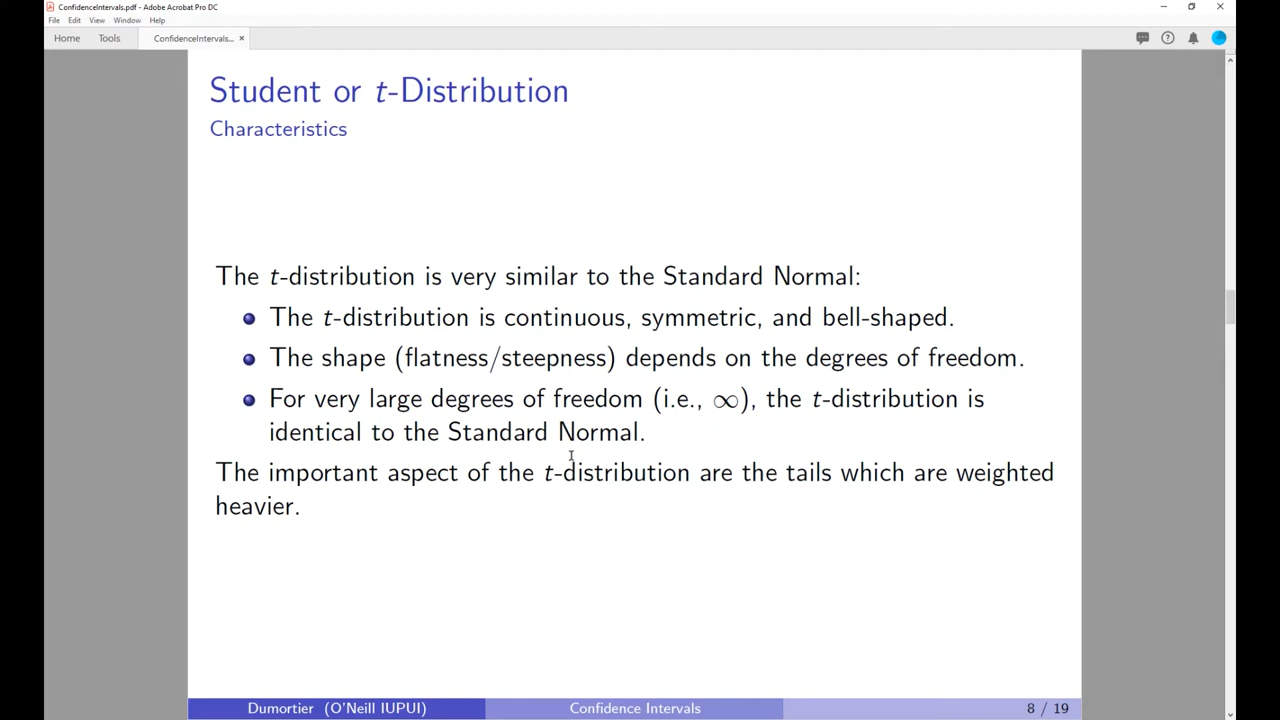 ConfidenceIntervals.pdf - Adobe Acrobat Pro DC
File Edit View Window Help
Home Tools ConfidenceIntervals... ×
Student or t-Distribution
Characteristics
The t-distribution is very similar to the Standard Normal:
The t-distribution is continuous, symmetric, and bell-shaped.
The shape (flatness/steepness) depends on the degrees of freedom.
For very large degrees of freedom (i.e., ∞), the t-distribution is
identical to the Standard Normal.
The important aspect of the t-distribution are the tails which are weighted
heavier.
Dumortier (O'Neill IUPUI) Confidence Intervals 8 / 19